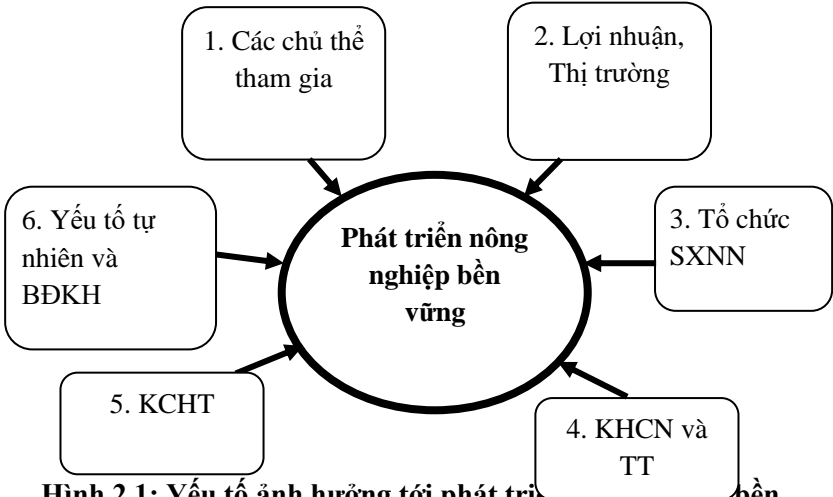 1. Các chủ thể
tham gia
2. Lợi nhuận,
Thị trường
3. Tổ chức
SXNN
4. KHCN và
TT
5. KCHT
6. Yếu tố tự
nhiên và
BĐKH
Phát triển nông
nghiệp bền
vững
Hình 2.1: Yếu tố ảnh hưởng tới phát bền